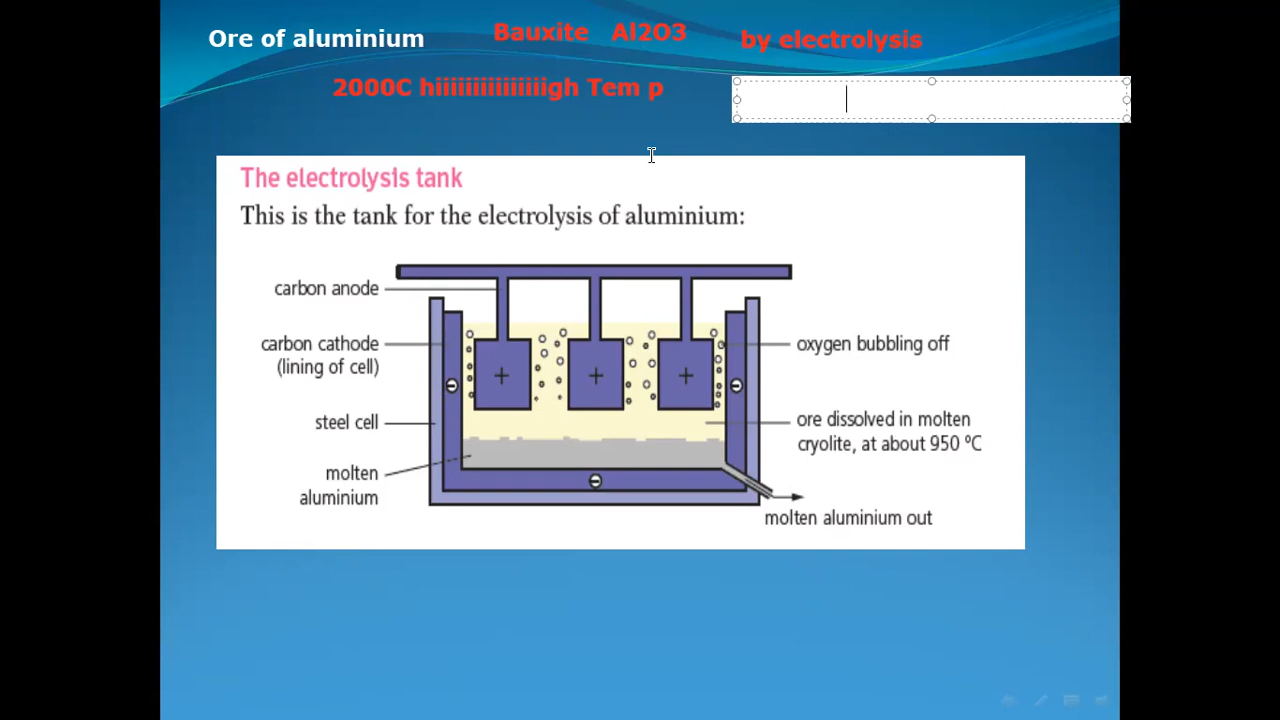 Ore of aluminium
Bauxite Al2O3
by electrolysis
2000C hiiiiiiiiiiiiiiigh Tem p
The electrolysis tank
This is the tank for the electrolysis of aluminium:
carbon anode
carbon cathode
(lining of cell)
steel cell
molten
aluminium
+ + +
oxygen bubbling off
ore dissolved in molten
cryolite, at about 950 ºC
molten aluminium out